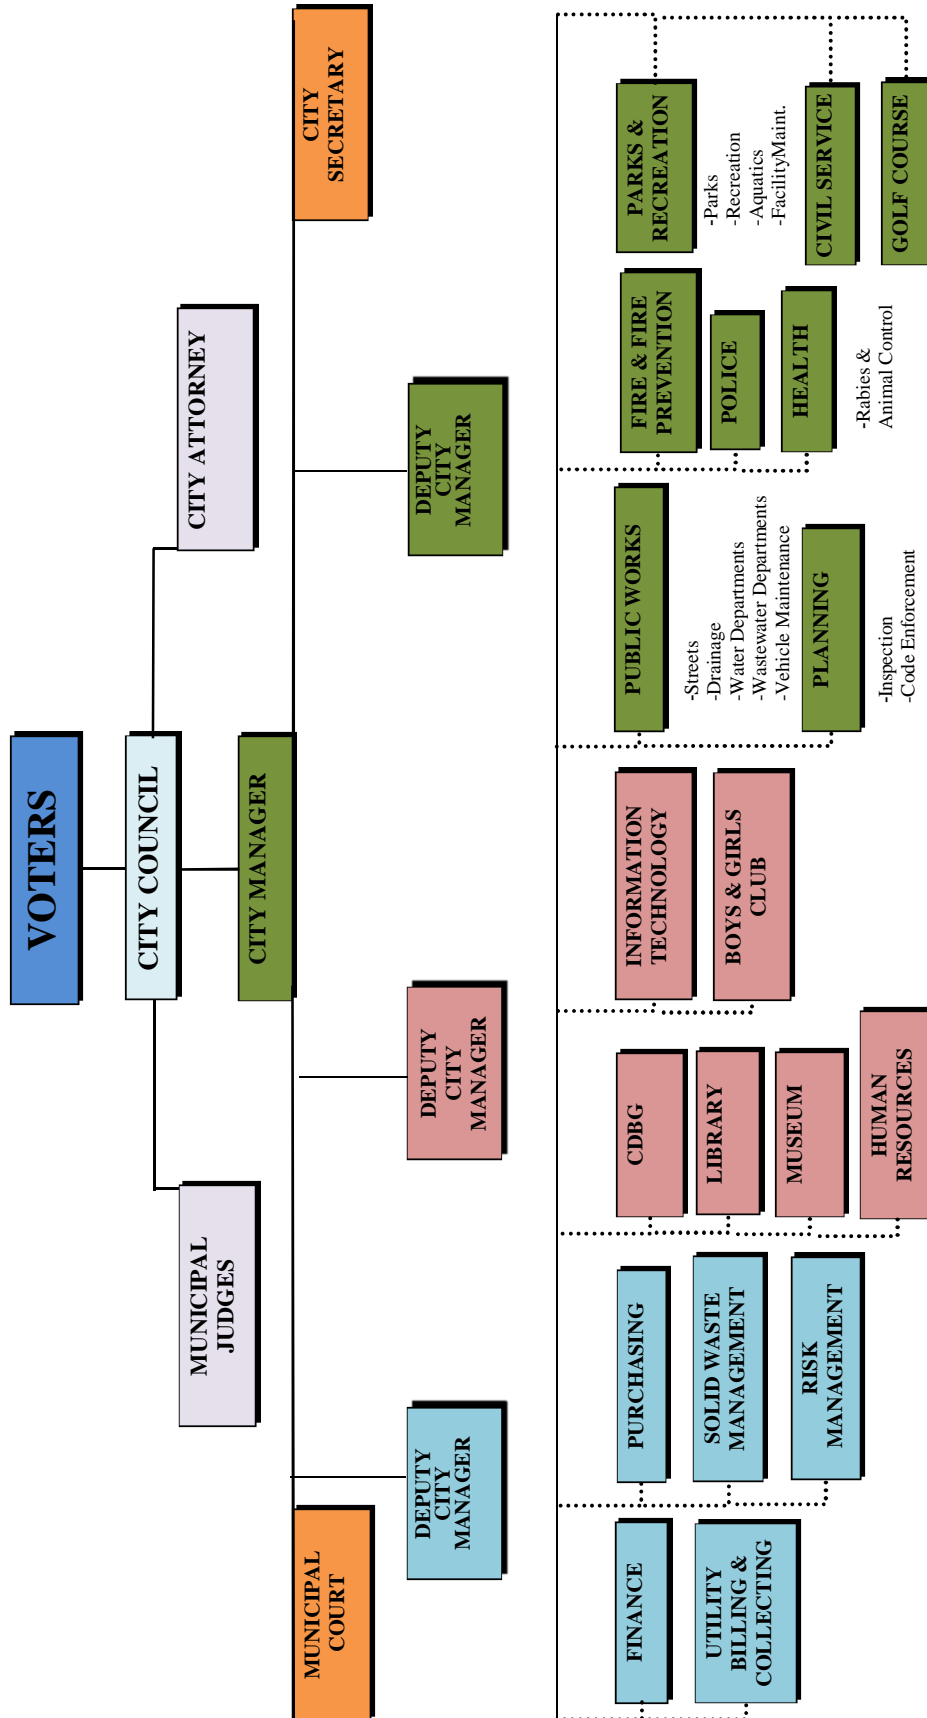 VOTERS
CITY COUNCIL
MUNICIPAL
JUDGES
CITY ATTORNEY
CITY MANAGER
MUNICIPAL
COURT
CITY
SECRETARY
DEPUTY
CITY
MANAGER
DEPUTY
CITY
MANAGER
DEPUTY
CITY
MANAGER
FINANCE
UTILITY
BILLING &
COLLECTING
PURCHASING
SOLID WASTE
MANAGEMENT
RISK
MANAGEMENT
CDBG
LIBRARY
MUSEUM
HUMAN
RESOURCES
INFORMATION
TECHNOLOGY
BOYS & GIRLS
CLUB
PUBLIC WORKS
-Streets
-Drainage
-Water Departments
-Wastewater Departments
-Vehicle Maintenance
PLANNING
-Inspection
-Code Enforcement
FIRE & FIRE
PREVENTION
POLICE
HEALTH
-Rabies &
Animal Control
PARKS &
RECREATION
-Parks
-Recreation
-Aquatics
-FacilityMaint.
CIVIL SERVICE
GOLF COURSE